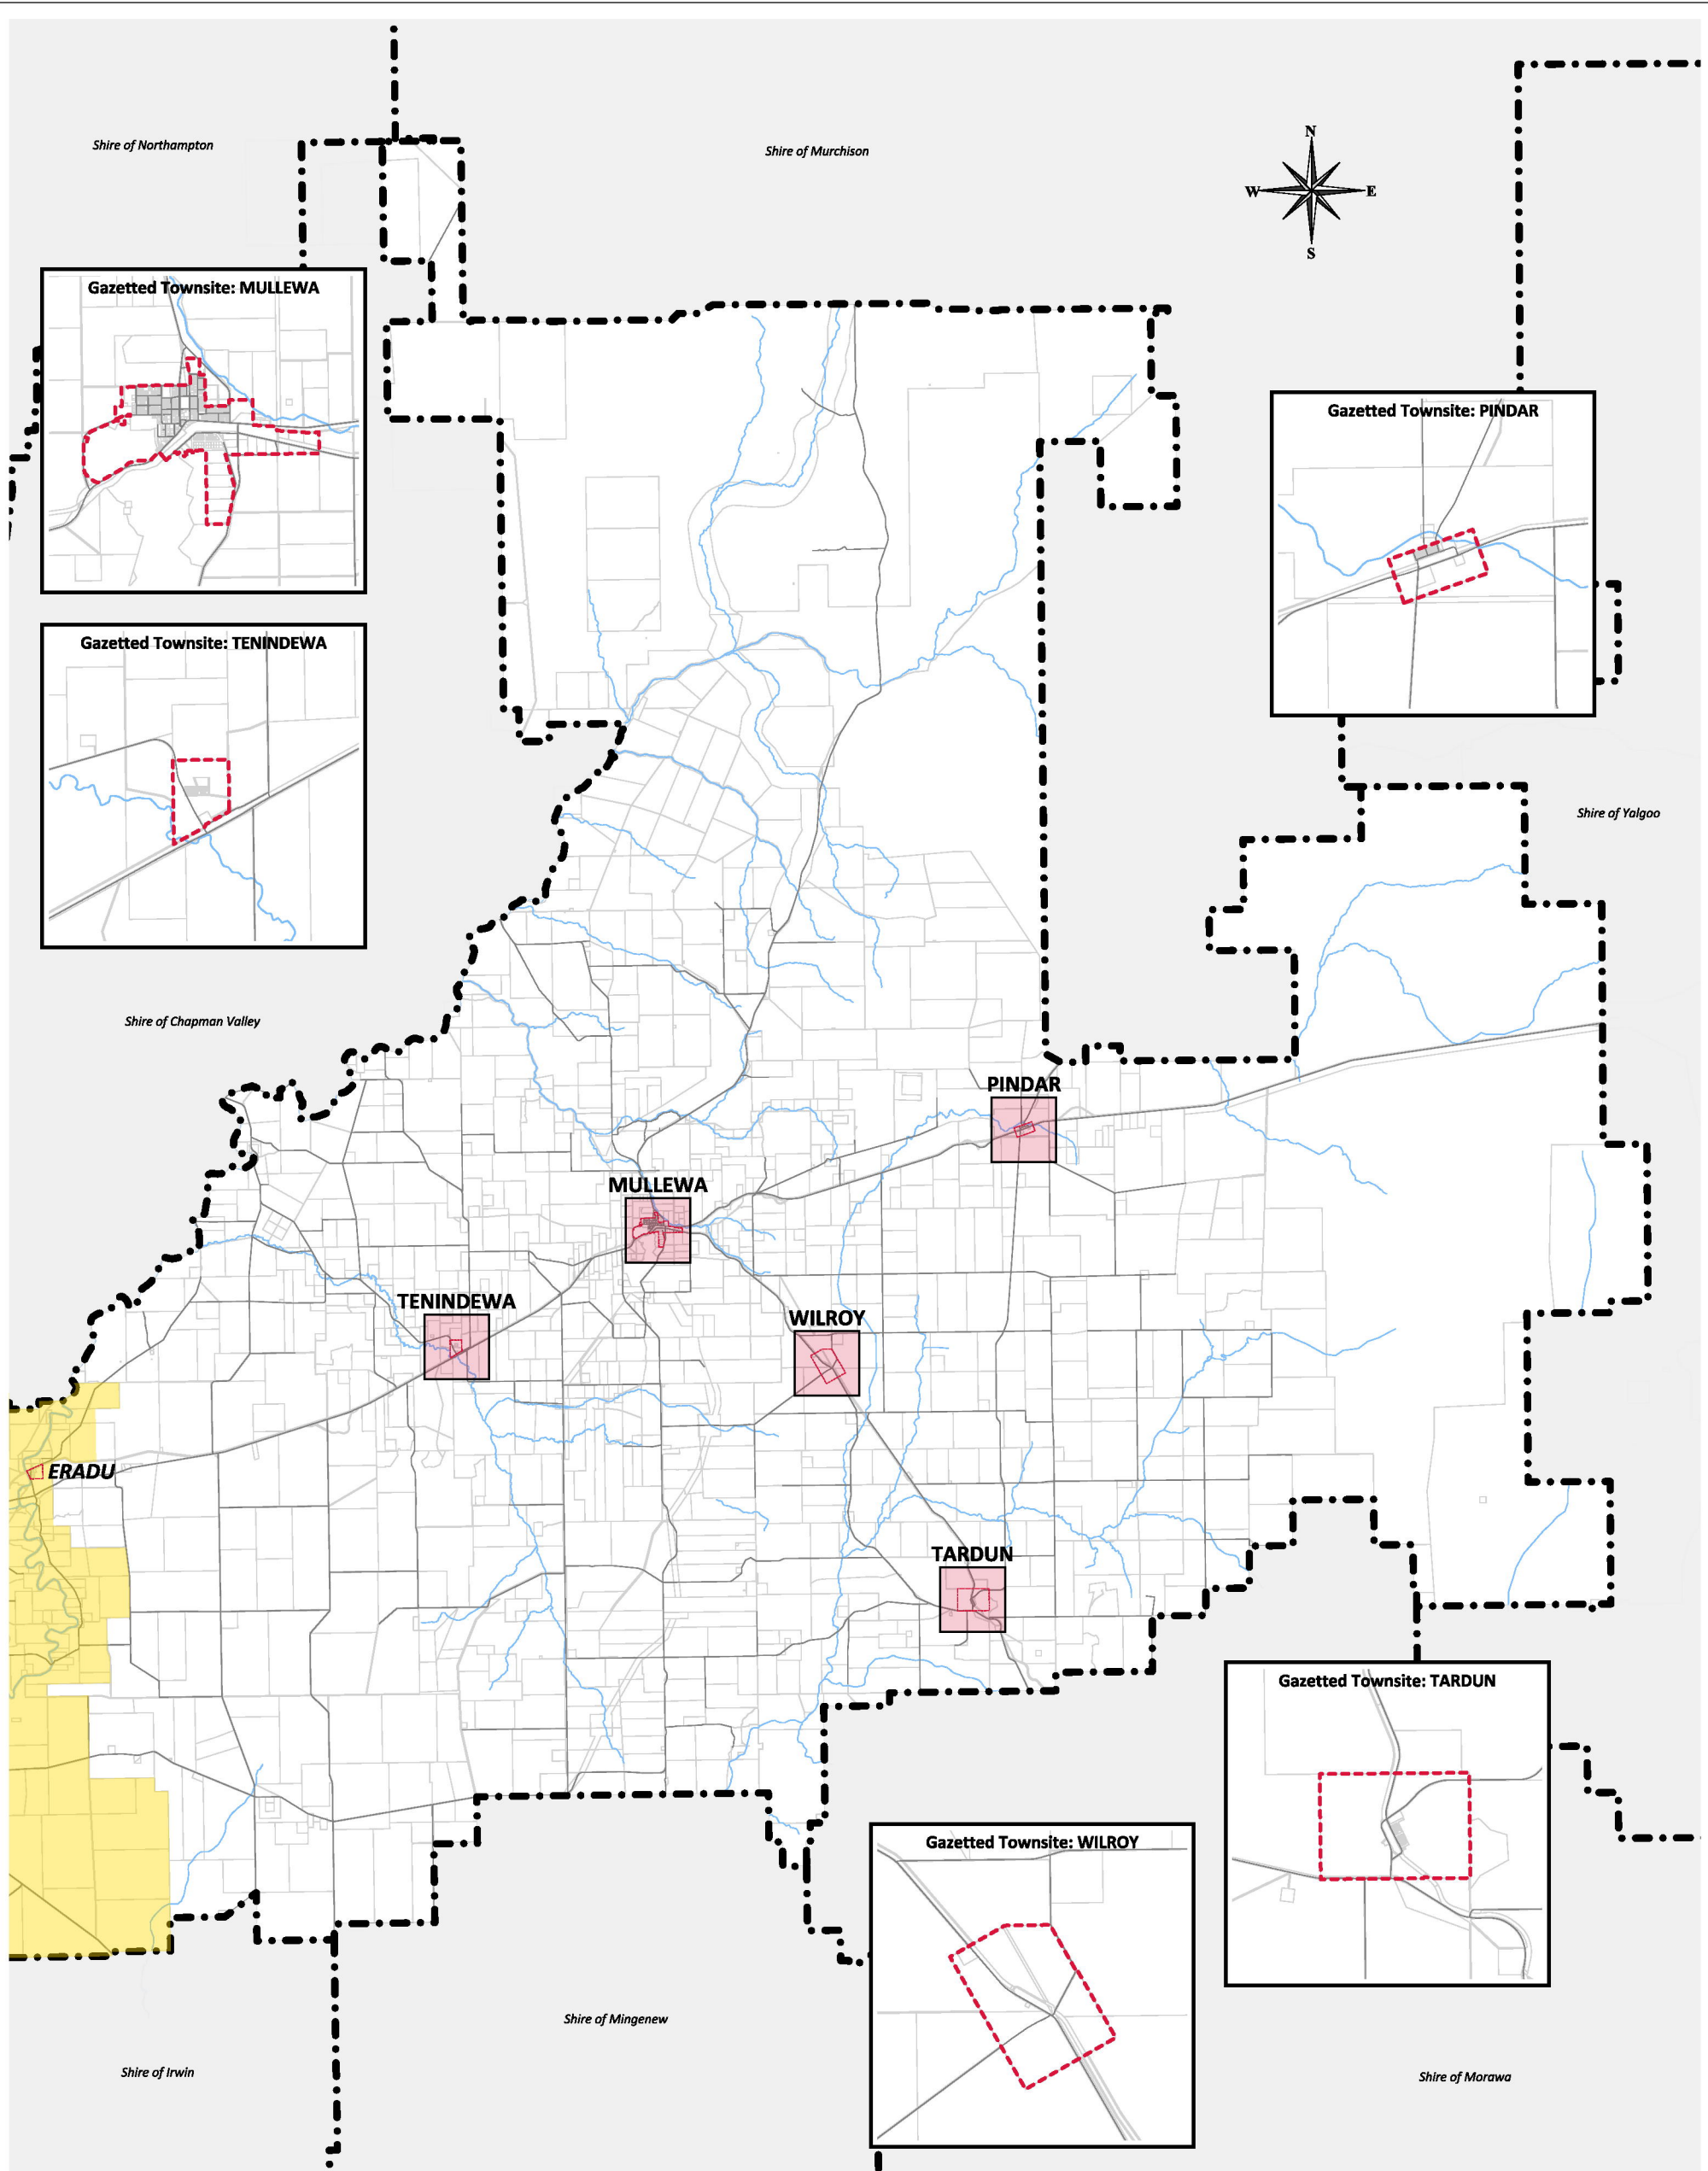 Shire of Northampton
Shire of Murchison
N
W
E
S
Gazetted Townsite: MULLEWA
Gazetted Townsite: PINDAR
Gazetted Townsite: TENINDEWA
Shire of Yalgoo
Shire of Chapman Valley
PINDAR
MULLEWA
TENINDEWA
WILROY
ERADU
TARDUN
Gazetted Townsite: TARDUN
Gazetted Townsite: WILROY
Shire of Mingenew
Shire of Irwin
Shire of Morawa